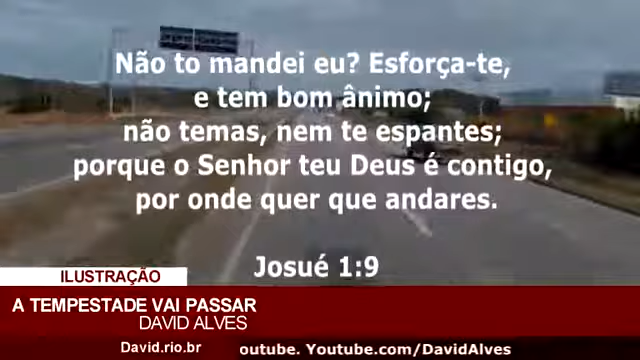 Não to mandei eu? Esforça-te,
e tem bom ânimo;
não temas, nem te espantes;
porque o Senhor teu Deus é contigo,
por onde quer que andares.
Josué 1:9
ILUSTRAÇÃO
A TEMPESTADE VAI PASSAR
DAVID ALVES
David.rio.br
outube. Youtube.com/DavidAlves